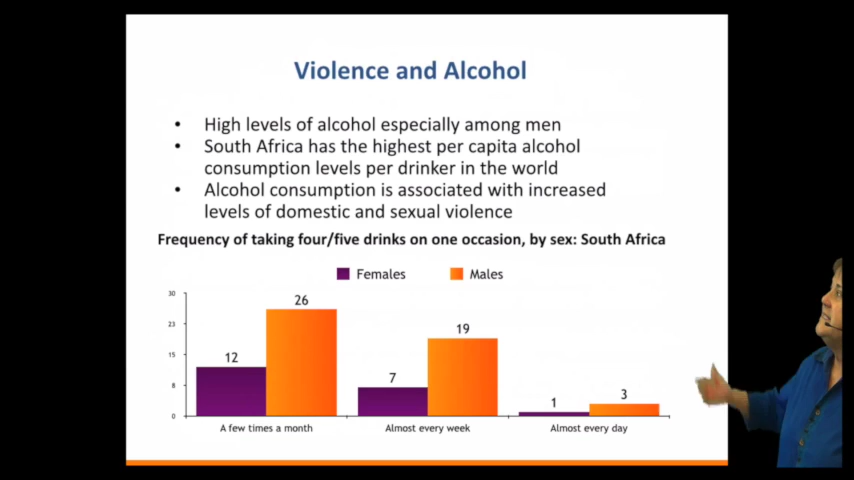 Violence and Alcohol
• High levels of alcohol especially among men
• South Africa has the highest per capita alcohol
consumption levels per drinker in the world
• Alcohol consumption is associated with increased
levels of domestic and sexual violence
Frequency of taking four/five drinks on one occasion, by sex: South Africa
Females Males
30
23
15
8
0
12 26
7 19
1 3
A few times a month Almost every week Almost every day